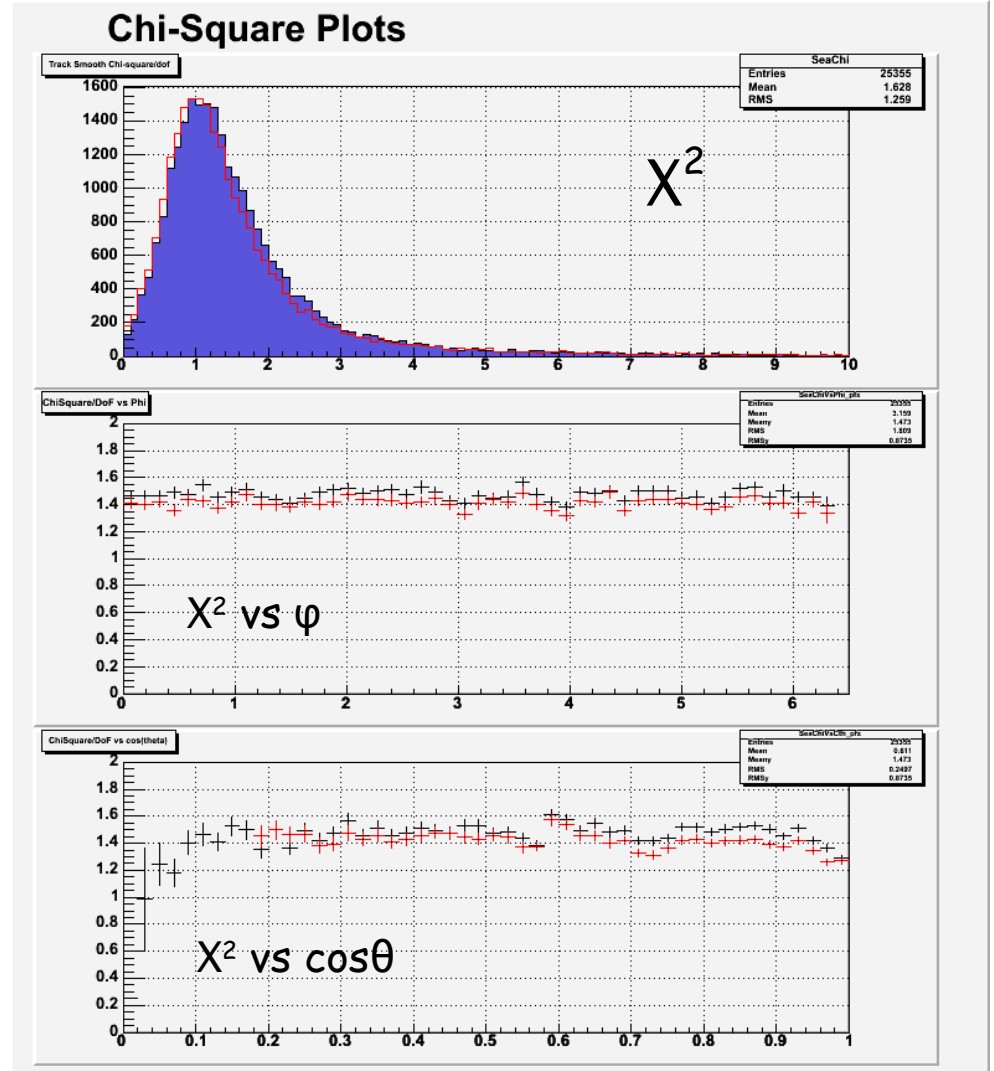 Chi-Square Plots
Track Smooth Chi-square/dof
SeaChi
Entries 25355
Mean 1.628
RMS 1.259
1600
1400
1200
1000
800
600
400
200
0
X²
0 1 2 3 4 5 6 7 8 9 10
ChiSquare/DoF vs Phi
SeaChiVsPhi_pfx
Entries 25355
Mean 3.159
Meany 1.473
RMS 1.809
RMSy 0.8735
2
1.8
1.6
1.4
1.2
1
0.8
0.6
0.4
0.2
0
X² vs φ
0 1 2 3 4 5 6
ChiSquare/DoF vs cos(theta)
SeaChiVsCth_pfx
Entries 25355
Mean 0.611
Meany 1.473
RMS 0.2497
RMSy 0.8735
2
1.8
1.6
1.4
1.2
1
0.8
0.6
0.4
0.2
0
X² vs cosθ
0 0.1 0.2 0.3 0.4 0.5 0.6 0.7 0.8 0.9 1